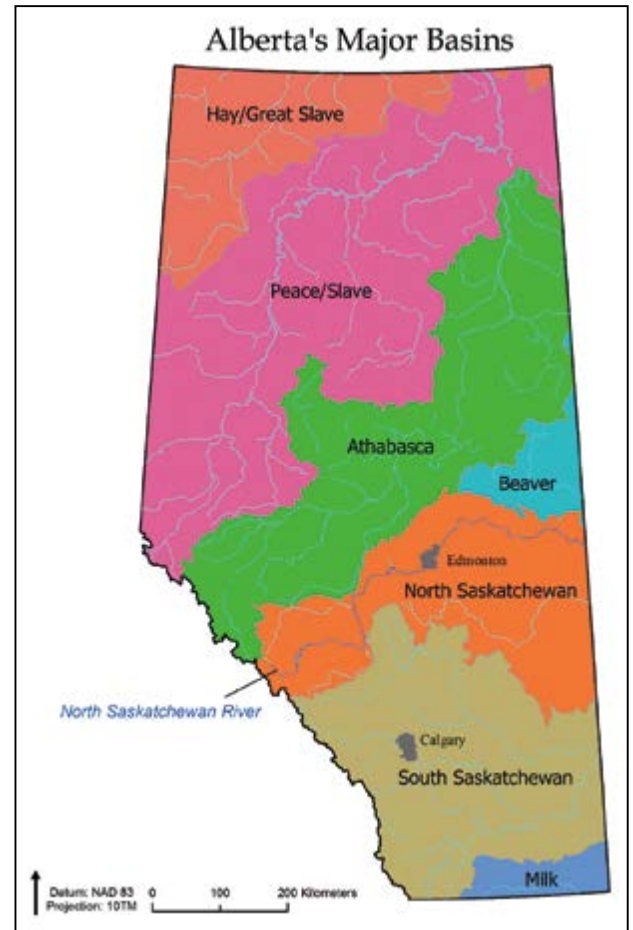 Alberta's Major Basins
Hay/Great Slave
Peace/Slave
Athabasca
Beaver
Edmonton
North Saskatchewan
North Saskatchewan River
Calgary
South Saskatchewan
Milk
Datum: NAD 83
Projection: 10TM
0 100 200 Kilometers